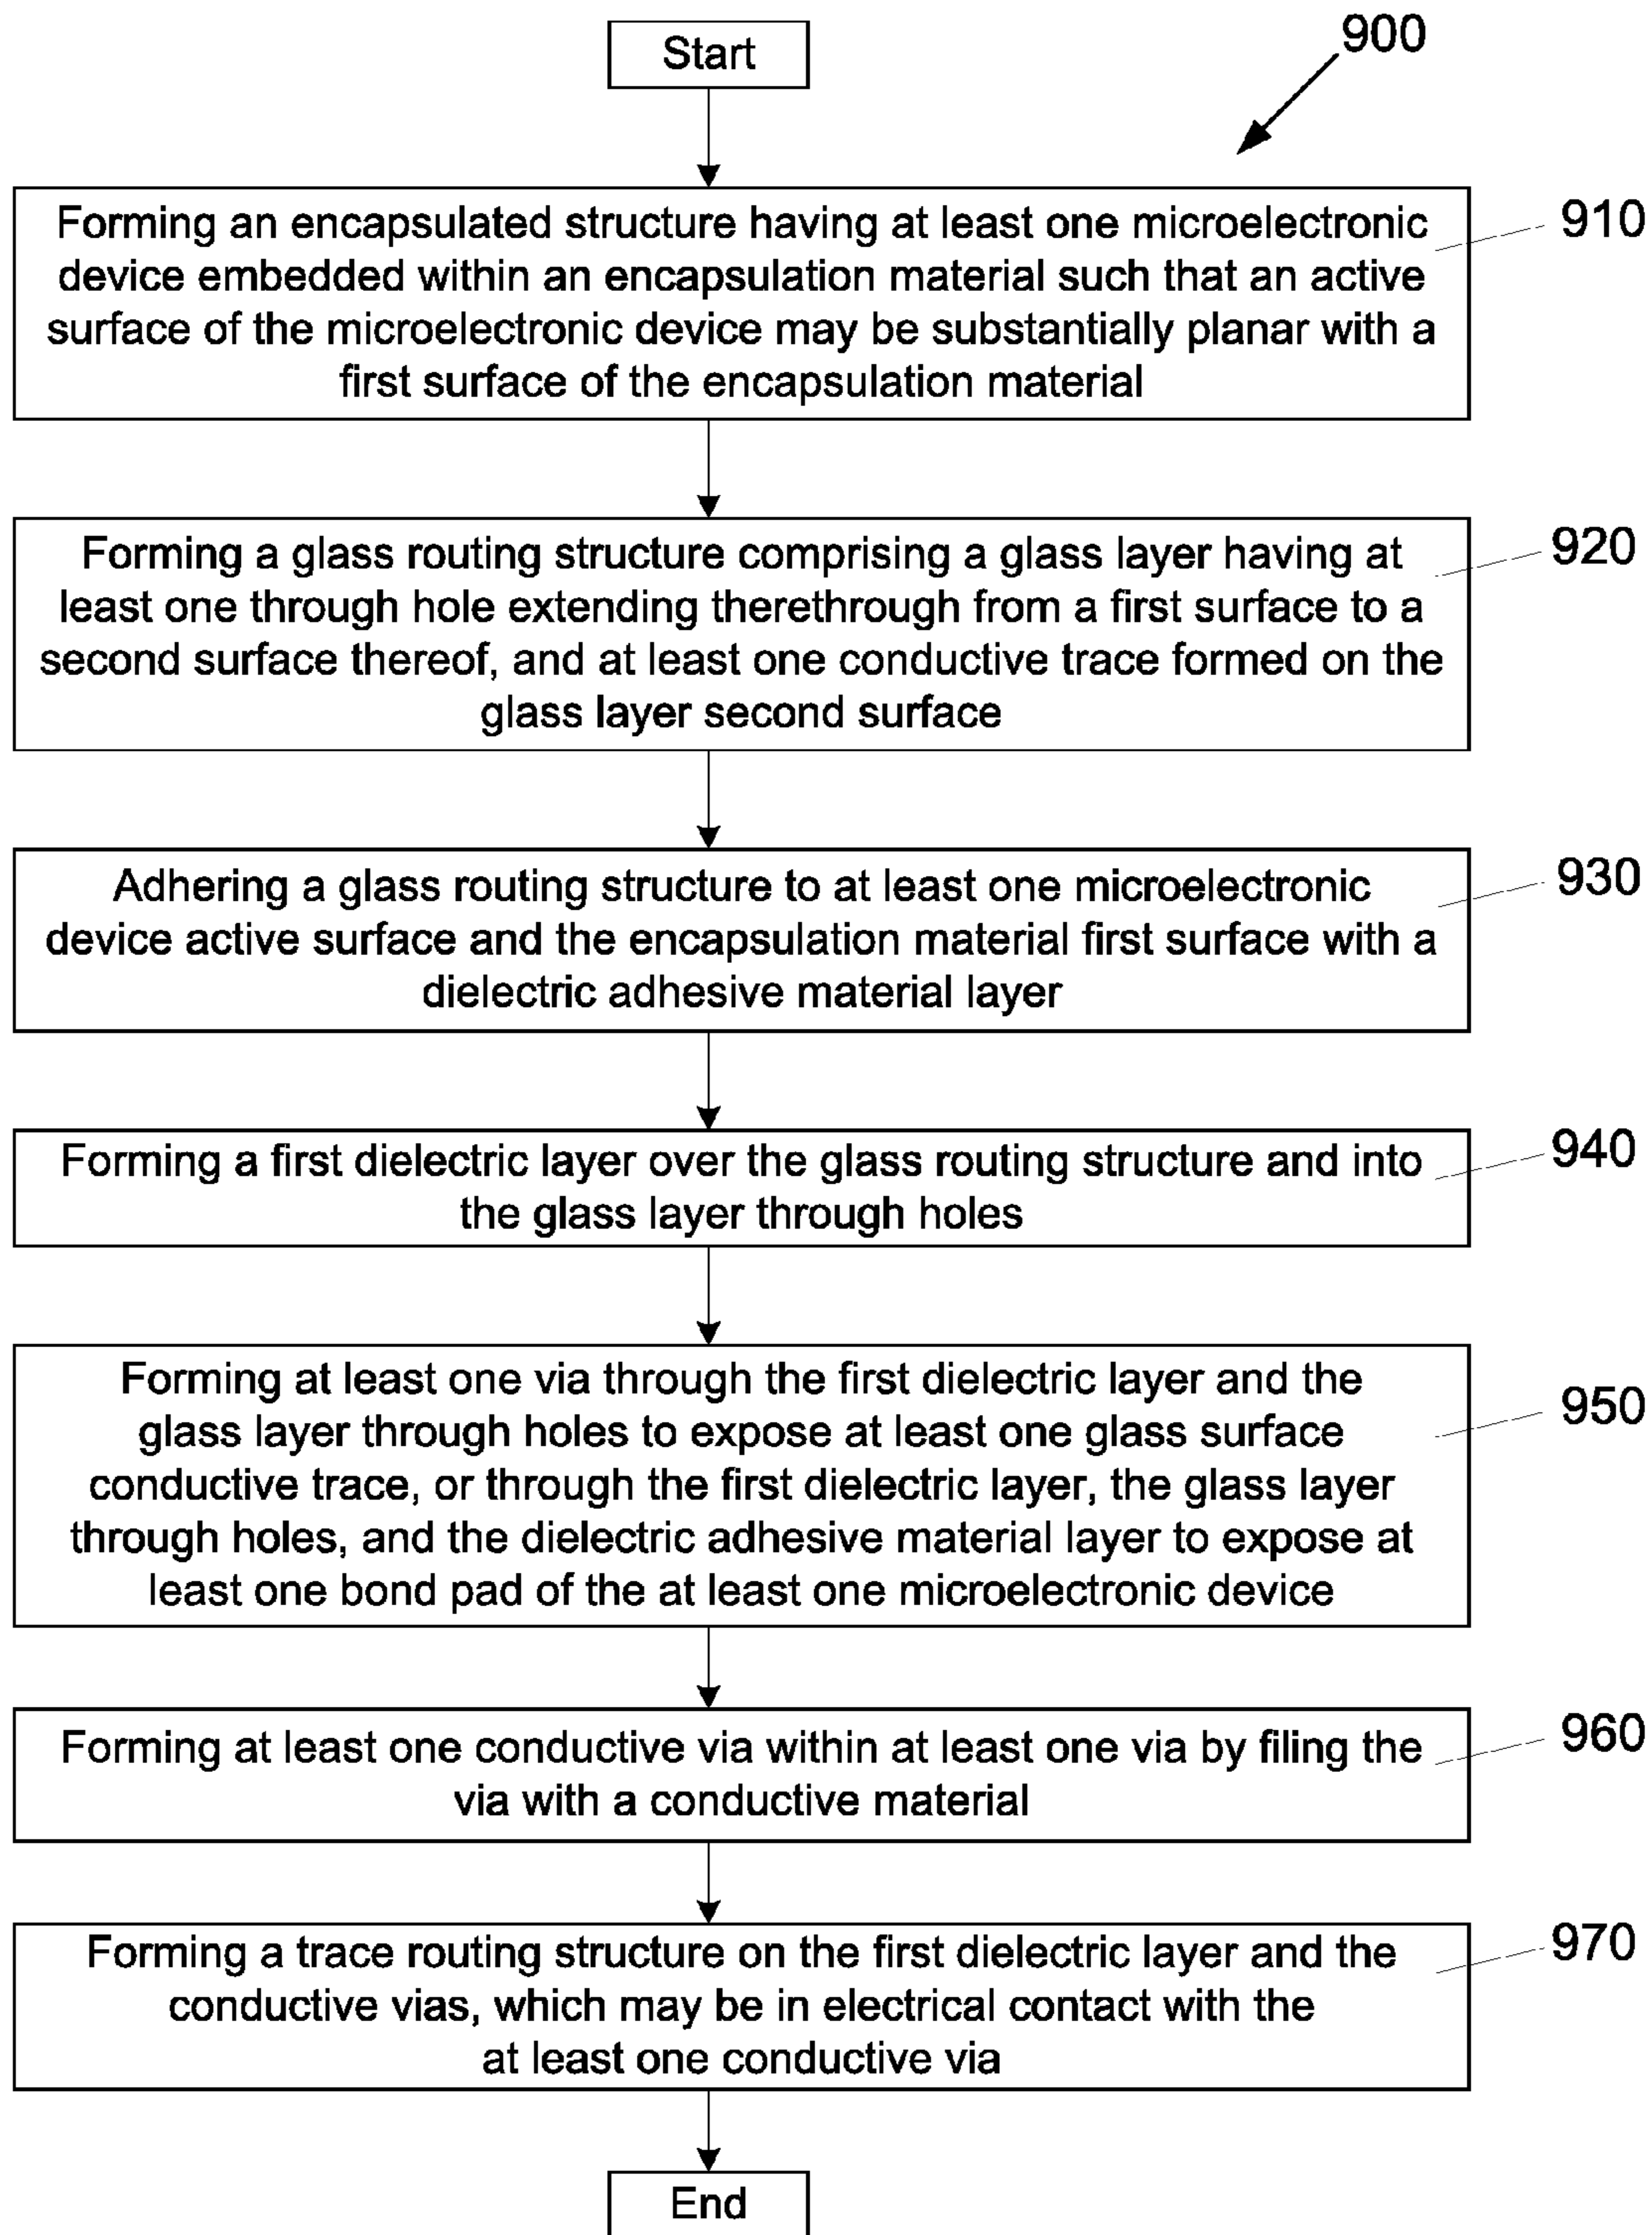 Start
900
Forming an encapsulated structure having at least one microelectronic
device embedded within an encapsulation material such that an active
surface of the microelectronic device may be substantially planar with a
first surface of the encapsulation material
910
Forming a glass routing structure comprising a glass layer having at
least one through hole extending therethrough from a first surface to a
second surface thereof, and at least one conductive trace formed on the
glass layer second surface
920
Adhering a glass routing structure to at least one microelectronic
device active surface and the encapsulation material first surface with a
dielectric adhesive material layer
930
Forming a first dielectric layer over the glass routing structure and into
the glass layer through holes
940
Forming at least one via through the first dielectric layer and the
glass layer through holes to expose at least one glass surface
conductive trace, or through the first dielectric layer, the glass layer
through holes, and the dielectric adhesive material layer to expose at
least one bond pad of the at least one microelectronic device
950
Forming at least one conductive via within at least one via by filing the
via with a conductive material
960
Forming a trace routing structure on the first dielectric layer and the
conductive vias, which may be in electrical contact with the
at least one conductive via
970
End